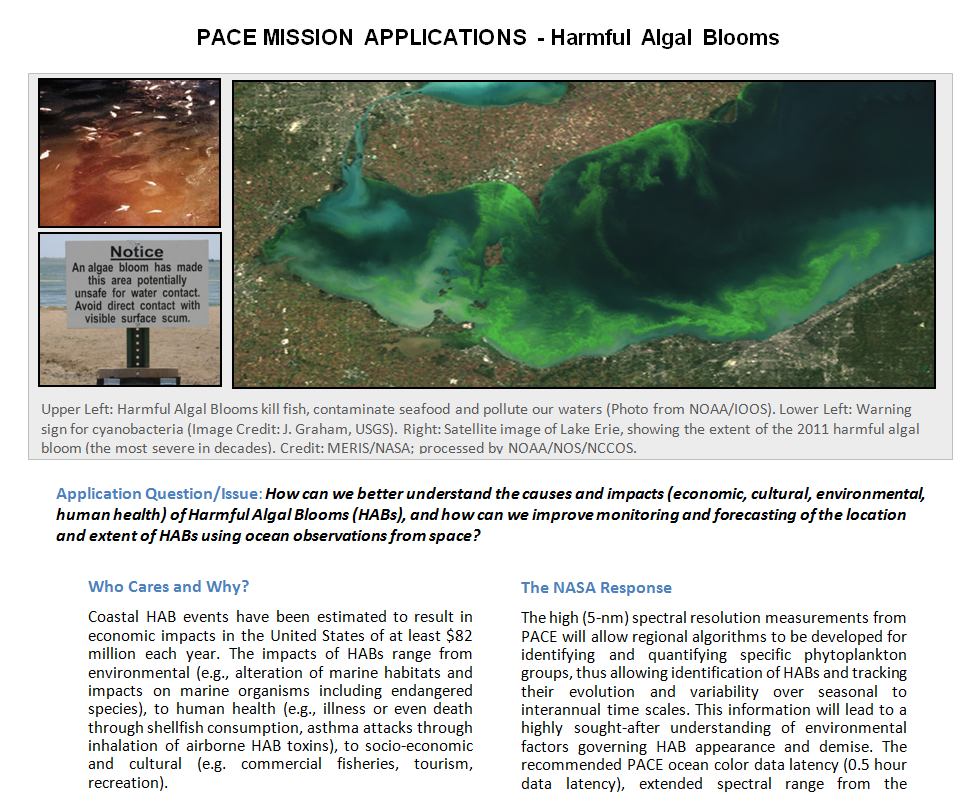 PACE MISSION APPLICATIONS - Harmful Algal Blooms
Notice
An algae bloom has made
this area potentially
unsafe for water contact.
Avoid direct contact with
visible surface scum.
Upper Left: Harmful Algal Blooms kill fish, contaminate seafood and pollute our waters (Photo from NOAA/IOOS). Lower Left: Warning
sign for cyanobacteria (Image Credit: J. Graham, USGS). Right: Satellite image of Lake Erie, showing the extent of the 2011 harmful algal
bloom (the most severe in decades). Credit: MERIS/NASA; processed by NOAA/NOS/NCCOS.
Application Question/Issue: How can we better understand the causes and impacts (economic, cultural, environmental,
human health) of Harmful Algal Blooms (HABs), and how can we improve monitoring and forecasting of the location
and extent of HABs using ocean observations from space?
Who Cares and Why?
Coastal HAB events have been estimated to result in
economic impacts in the United States of at least $82
million each year. The impacts of HABs range from
environmental (e.g., alteration of marine habitats and
impacts on marine organisms including endangered
species), to human health (e.g., illness or even death
through shellfish consumption, asthma attacks through
inhalation of airborne HAB toxins), to socio-economic
and cultural (e.g. commercial fisheries, tourism,
recreation).
The NASA Response
The high (5-nm) spectral resolution measurements from
PACE will allow regional algorithms to be developed for
identifying and quantifying specific phytoplankton
groups, thus allowing identification of HABs and tracking
their evolution and variability over seasonal to
interannual time scales. This information will lead to a
highly sought-after understanding of environmental
factors governing HAB appearance and demise. The
recommended PACE ocean color data latency (0.5 hour
data latency), extended spectral range from the